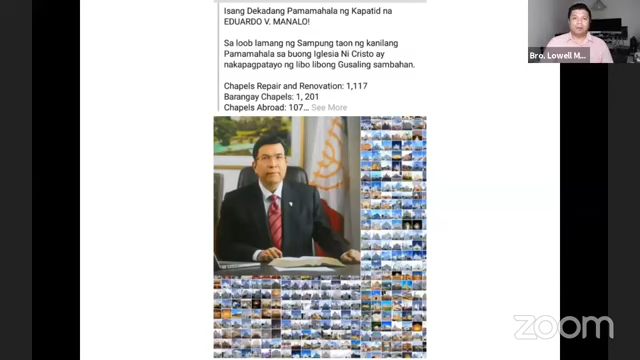 Isang Dekadang Pamamahala ng Kapatid na
EDUARDO V. MANALO!
Sa loob lamang ng Sampung taon ng kanilang
Pamamahala sa buong Iglesia Ni Cristo ay
nakapagpatayo ng libo libong Gusaling sambahan.
Chapels Repair and Renovation: 1,117
Barangay Chapels: 1, 201
Chapels Abroad: 107... See More
Bro. Lowell M...
zoom